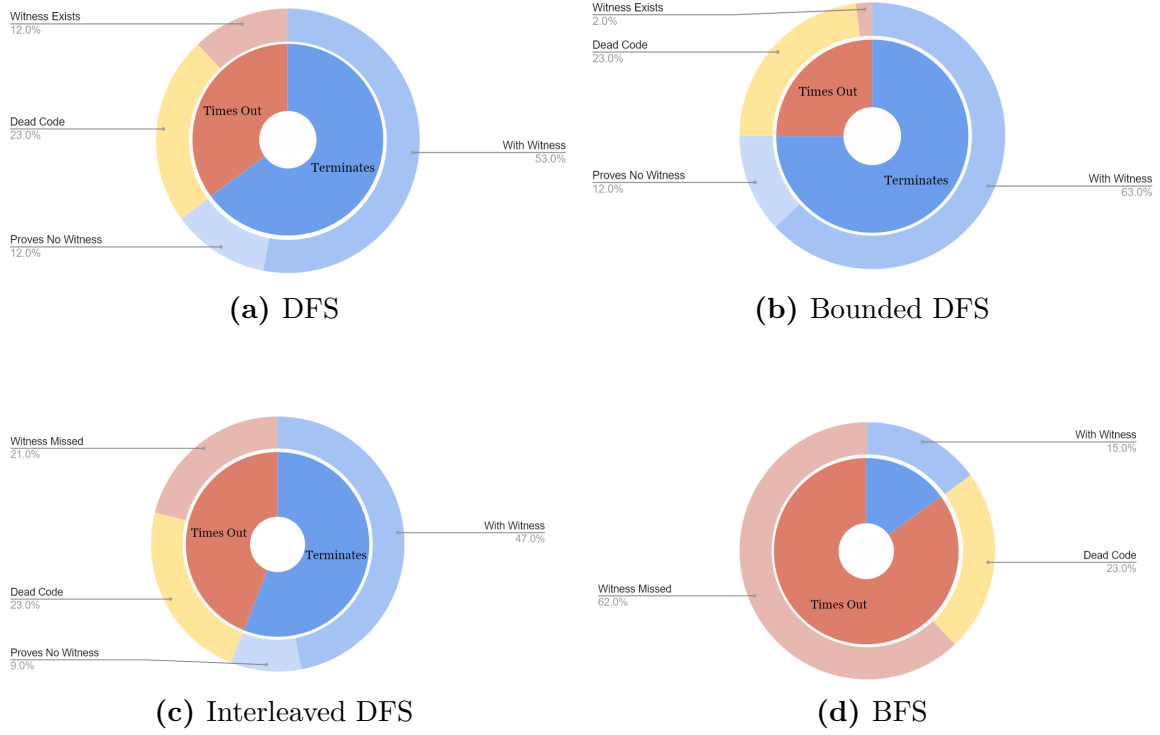 Witness Exists
12.0%
Dead Code
23.0%
Proves No Witness
12.0%
Times Out
Terminates
With Witness
53.0%
(a) DFS
Witness Exists
2.0%
Dead Code
23.0%
Proves No Witness
12.0%
Times Out
Terminates
With Witness
63.0%
(b) Bounded DFS
Witness Missed
21.0%
Dead Code
23.0%
Proves No Witness
9.0%
Times Out
Terminates
With Witness
47.0%
(c) Interleaved DFS
With Witness
15.0%
Dead Code
23.0%
Witness Missed
62.0%
Times Out
(d) BFS